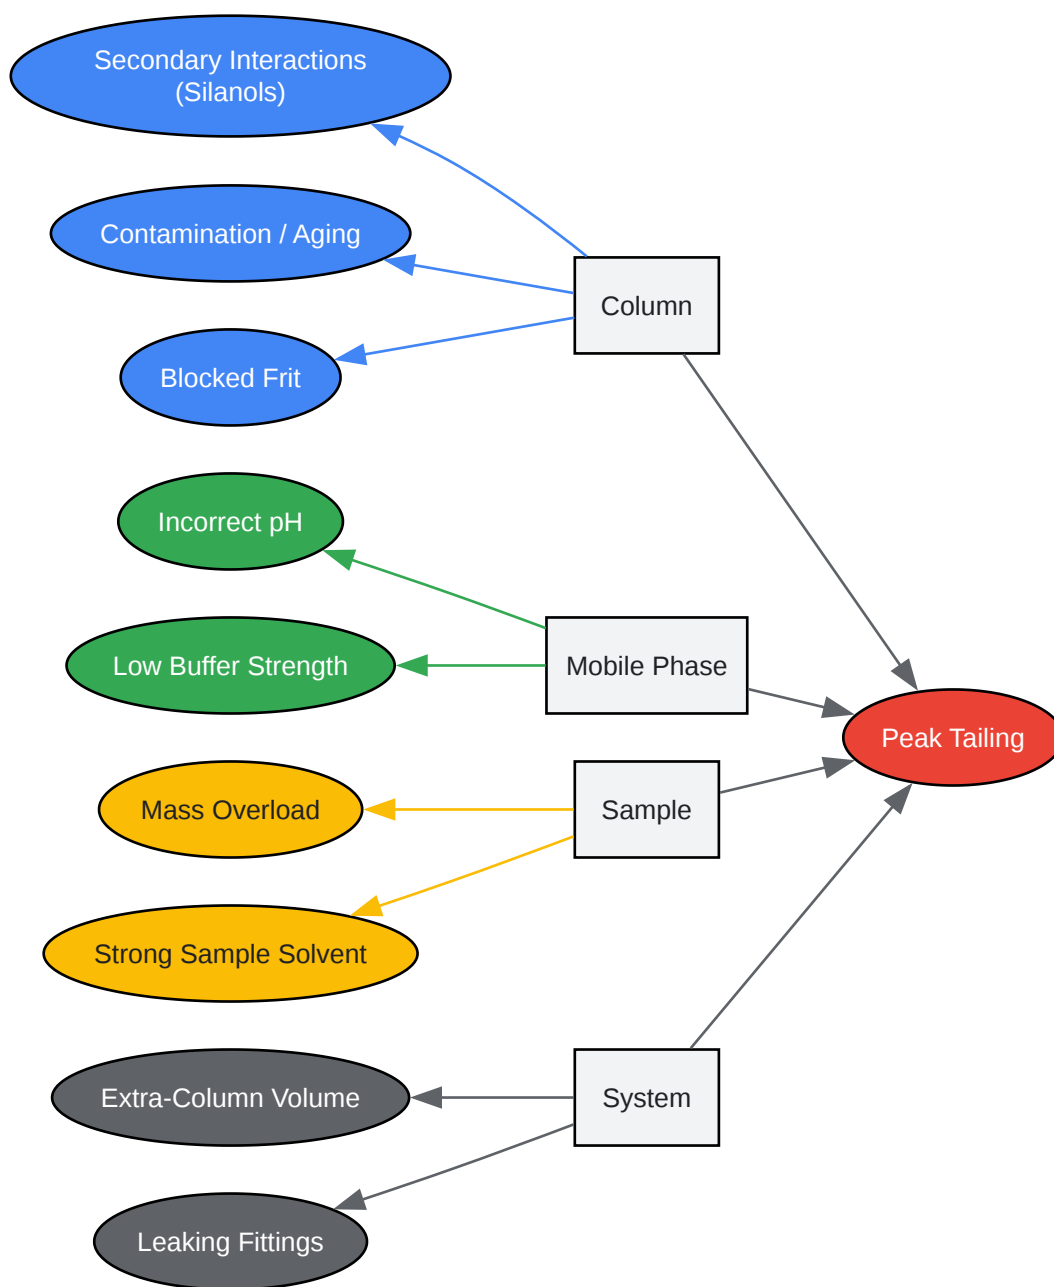 Secondary Interactions
(Silanols)
Contamination / Aging
Column
Blocked Frit
Incorrect pH
Low Buffer Strength
Mobile Phase
Peak Tailing
Mass Overload
Sample
Strong Sample Solvent
Extra-Column Volume
System
Leaking Fittings